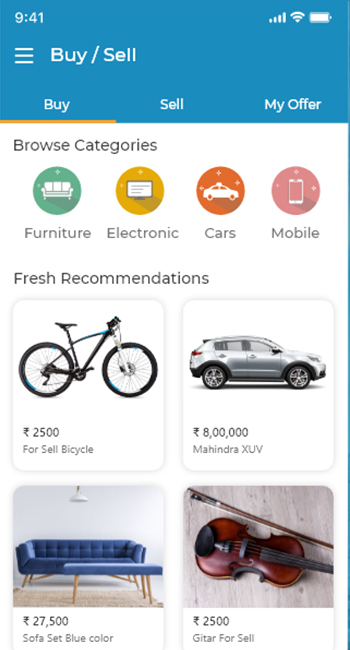 9:41
Buy / Sell
Buy Sell My Offer
Browse Categories
Furniture Electronic Cars Mobile
Fresh Recommendations
₹ 2500
For Sell Bicycle
₹ 8,00,000
Mahindra XUV
₹ 27,500
Sofa Set Blue color
₹ 2500
Gitar For Sell